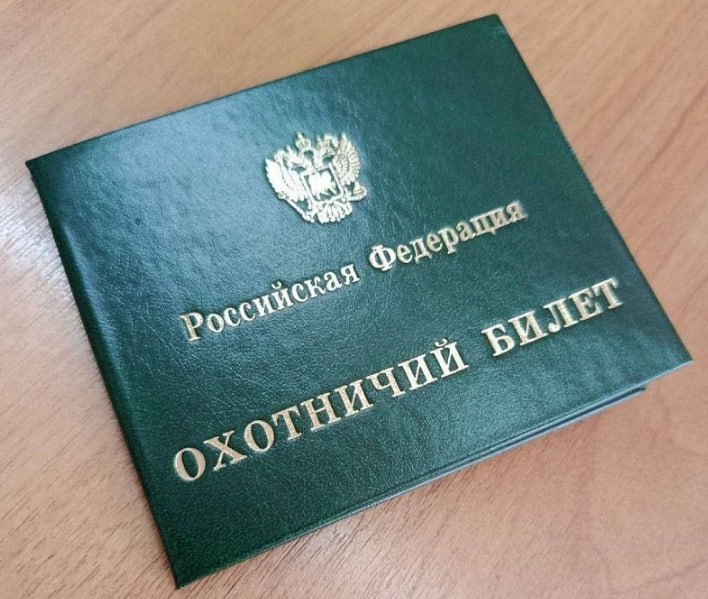 Российская Федерация
ОХОТНИЧИЙ БИЛЕТ